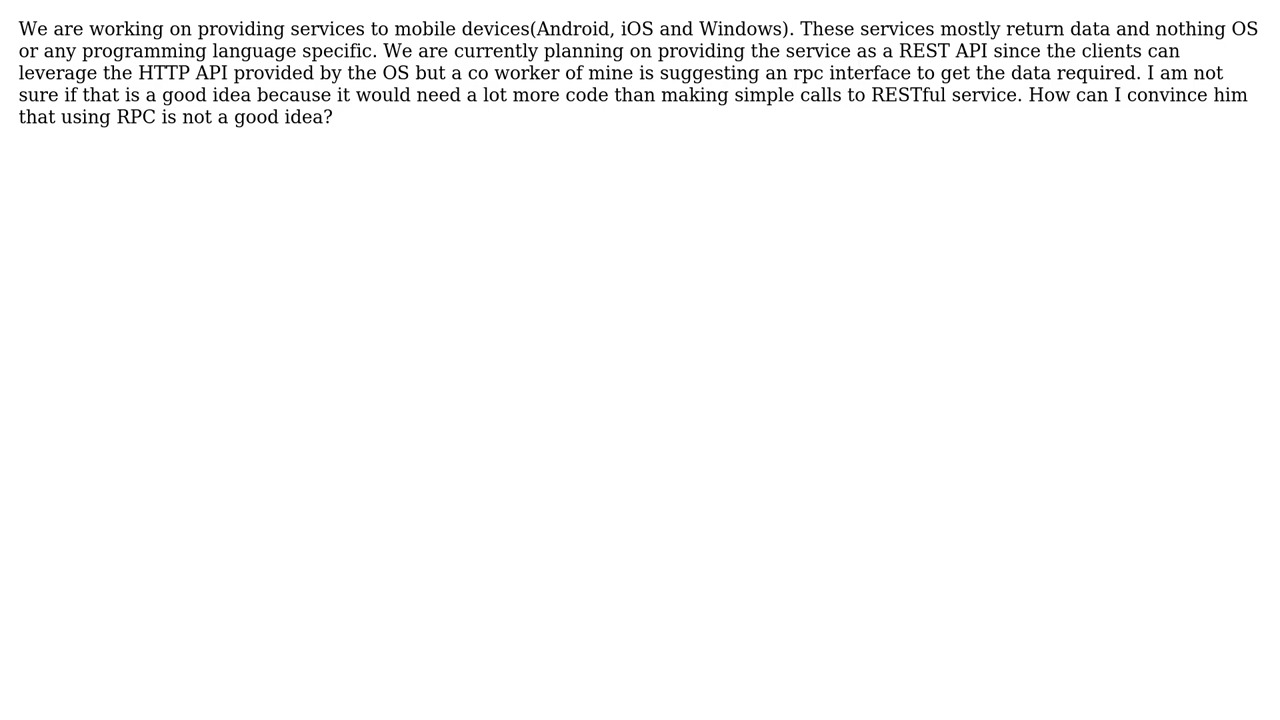 We are working on providing services to mobile devices(Android, iOS and Windows). These services mostly return data and nothing OS
or any programming language specific. We are currently planning on providing the service as a REST API since the clients can
leverage the HTTP API provided by the OS but a co worker of mine is suggesting an rpc interface to get the data required. I am not
sure if that is a good idea because it would need a lot more code than making simple calls to RESTful service. How can I convince him
that using RPC is not a good idea?